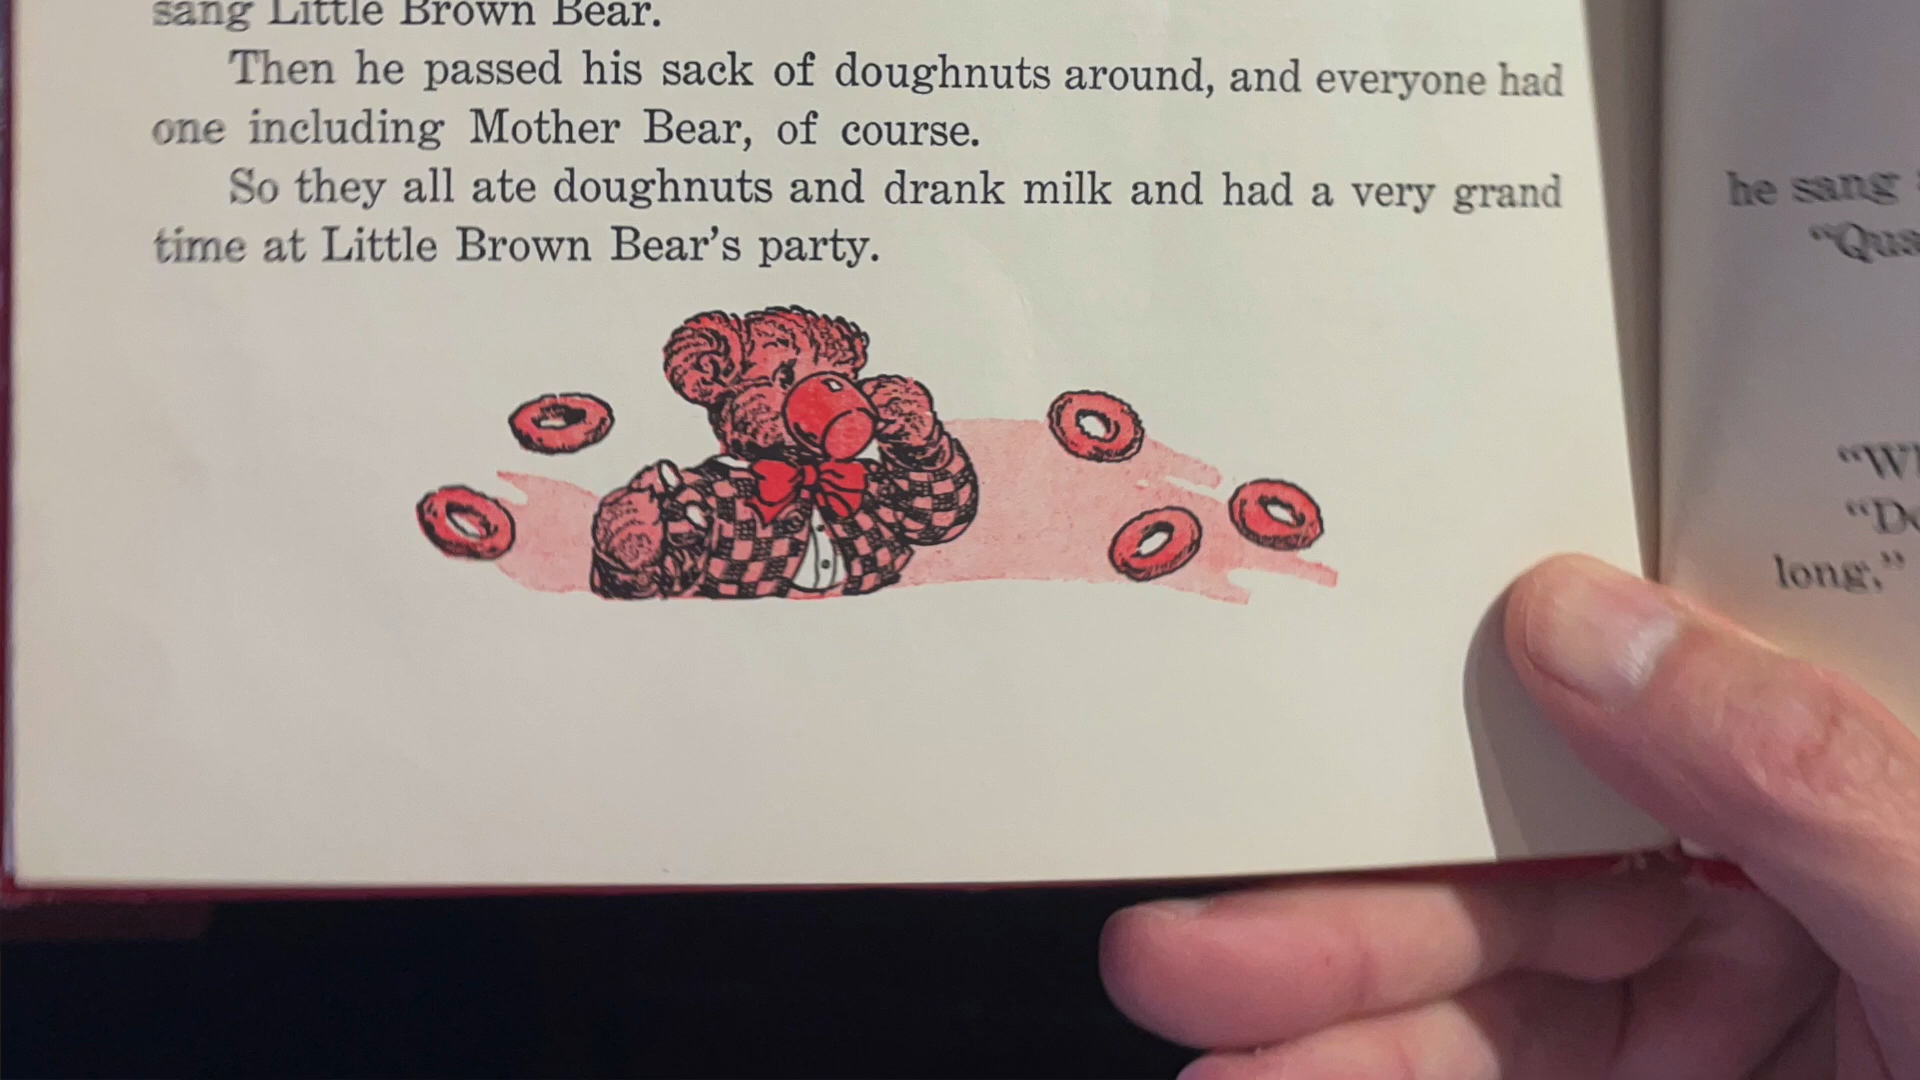 sang Little Brown Bear.
Then he passed his sack of doughnuts around, and everyone had
one including Mother Bear, of course.
So they all ate doughnuts and drank milk and had a very grand
time at Little Brown Bear's party.
he sang
long,"